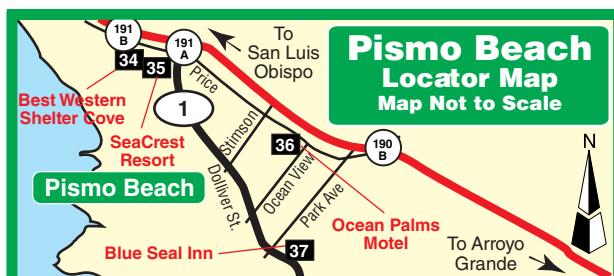 191
B
191
A
To
San Luis
Obispo
Pismo Beach
Locator Map
Map Not to Scale
34
35
Price
Best Western
Shelter Cove
1
SeaCrest
Resort
Stimson
36
190
B
N
Pismo Beach
Dolliver St.
Ocean View
Park Ave
Ocean Palms
Motel
Blue Seal Inn
37
To Arroyo
Grande